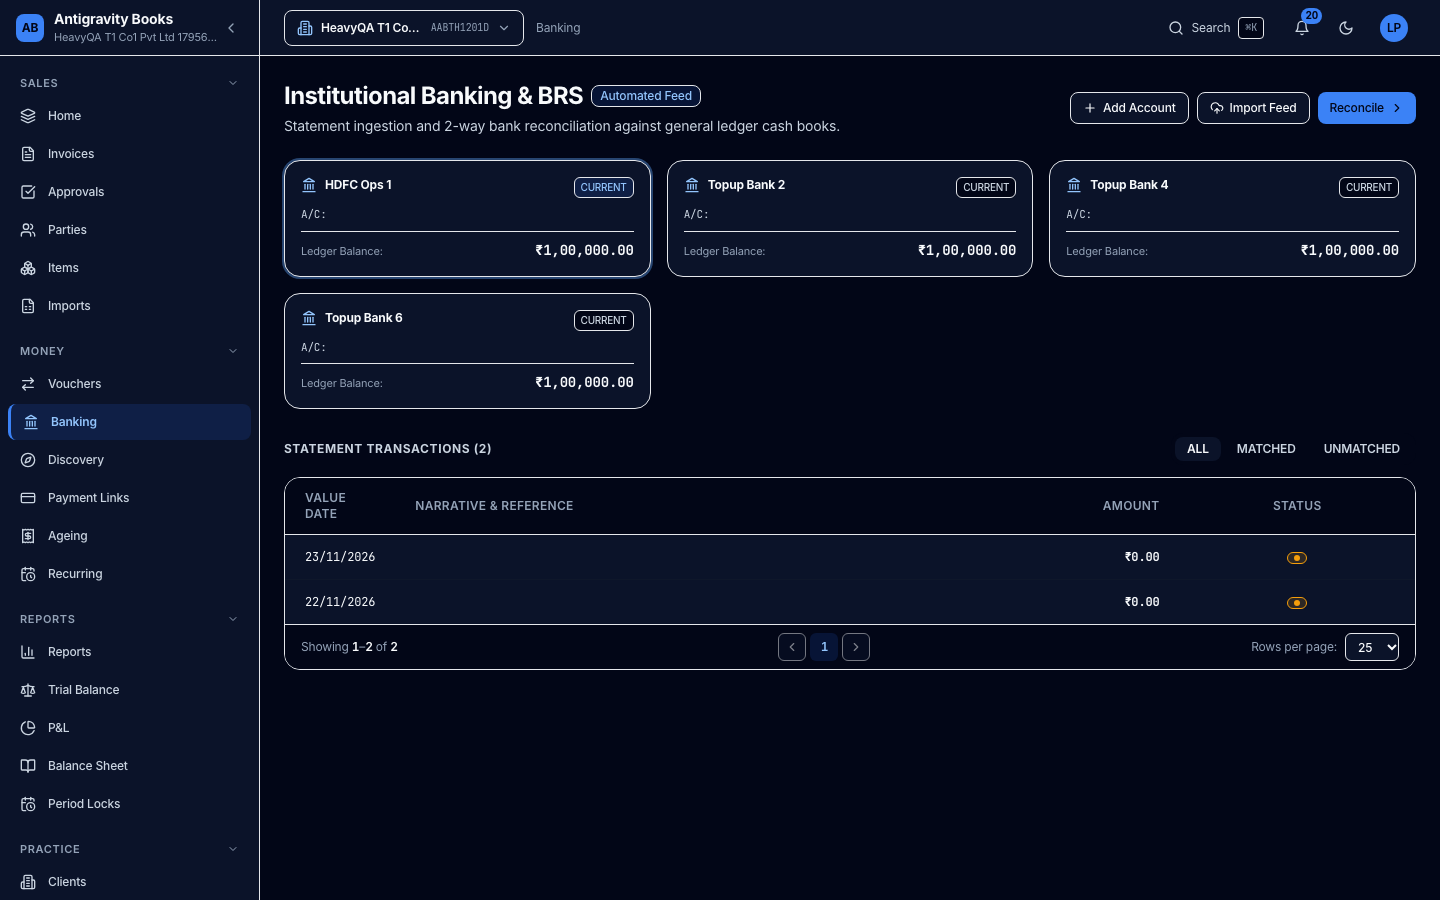 AB
Antigravity Books
HeavyQA T1 Co1 Pvt Ltd 17956...
HeavyQA T1 Co... AABTH1201D
Banking
Search ⌘K
20
LP
SALES
Home
Invoices
Approvals
Parties
Items
Imports
MONEY
Vouchers
Banking
Discovery
Payment Links
Ageing
Recurring
REPORTS
Reports
Trial Balance
P&L
Balance Sheet
Period Locks
PRACTICE
Clients
Institutional Banking & BRS Automated Feed
Statement ingestion and 2-way bank reconciliation against general ledger cash books.
Add Account
Import Feed
Reconcile
HDFC Ops 1 CURRENT
A/C:
Ledger Balance: ₹1,00,000.00
Topup Bank 2 CURRENT
A/C:
Ledger Balance: ₹1,00,000.00
Topup Bank 4 CURRENT
A/C:
Ledger Balance: ₹1,00,000.00
Topup Bank 6 CURRENT
A/C:
Ledger Balance: ₹1,00,000.00
STATEMENT TRANSACTIONS (2)
ALL MATCHED UNMATCHED
VALUE DATE NARRATIVE & REFERENCE AMOUNT STATUS
23/11/2026 ₹0.00
22/11/2026 ₹0.00
Showing 1–2 of 2
1
Rows per page: 25